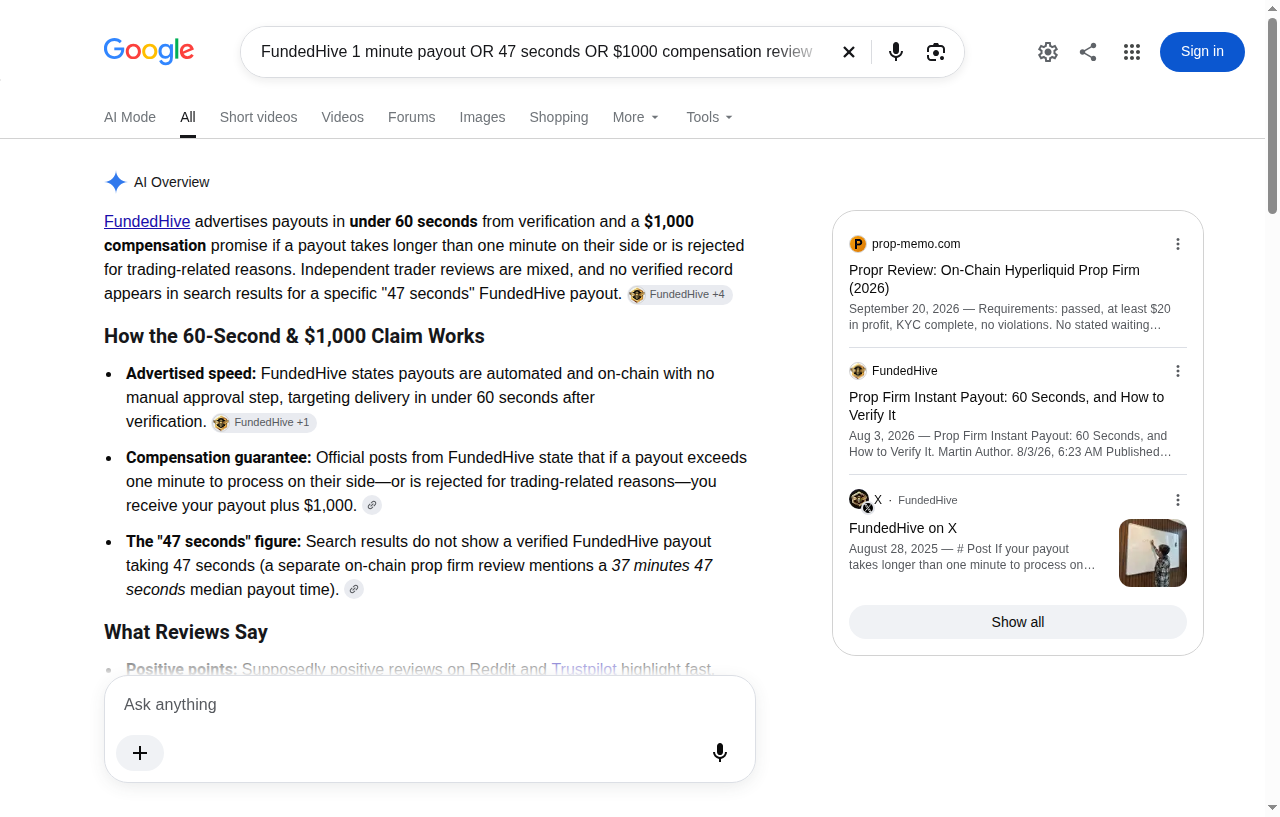 Google
FundedHive 1 minute payout OR 47 seconds OR $1000 compensation review
Sign in
AI Mode
All
Short videos
Videos
Forums
Images
Shopping
More
Tools
AI Overview
FundedHive advertises payouts in under 60 seconds from verification and a $1,000
compensation promise if a payout takes longer than one minute on their side or is rejected
for trading-related reasons. Independent trader reviews are mixed, and no verified record
appears in search results for a specific "47 seconds" FundedHive payout. FundedHive +4
How the 60-Second & $1,000 Claim Works
• Advertised speed: FundedHive states payouts are automated and on-chain with no
manual approval step, targeting delivery in under 60 seconds after
verification. FundedHive +1
• Compensation guarantee: Official posts from FundedHive state that if a payout exceeds
one minute to process on their side—or is rejected for trading-related reasons—you
receive your payout plus $1,000.
• The "47 seconds" figure: Search results do not show a verified FundedHive payout
taking 47 seconds (a separate on-chain prop firm review mentions a 37 minutes 47
seconds median payout time).
What Reviews Say
• Positive points: Supposedly positive reviews on Reddit and Trustpilot highlight fast,
Ask anything
P prop-memo.com
Propr Review: On-Chain Hyperliquid Prop Firm
(2026)
September 20, 2026 — Requirements: passed, at least $20
in profit, KYC complete, no violations. No stated waiting…
FundedHive
Prop Firm Instant Payout: 60 Seconds, and How to
Verify It
Aug 3, 2026 — Prop Firm Instant Payout: 60 Seconds, and
How to Verify It. Martin Author. 8/3/26, 6:23 AM Published…
X · FundedHive
FundedHive on X
August 28, 2025 — # Post If your payout
takes longer than one minute to process on…
Show all